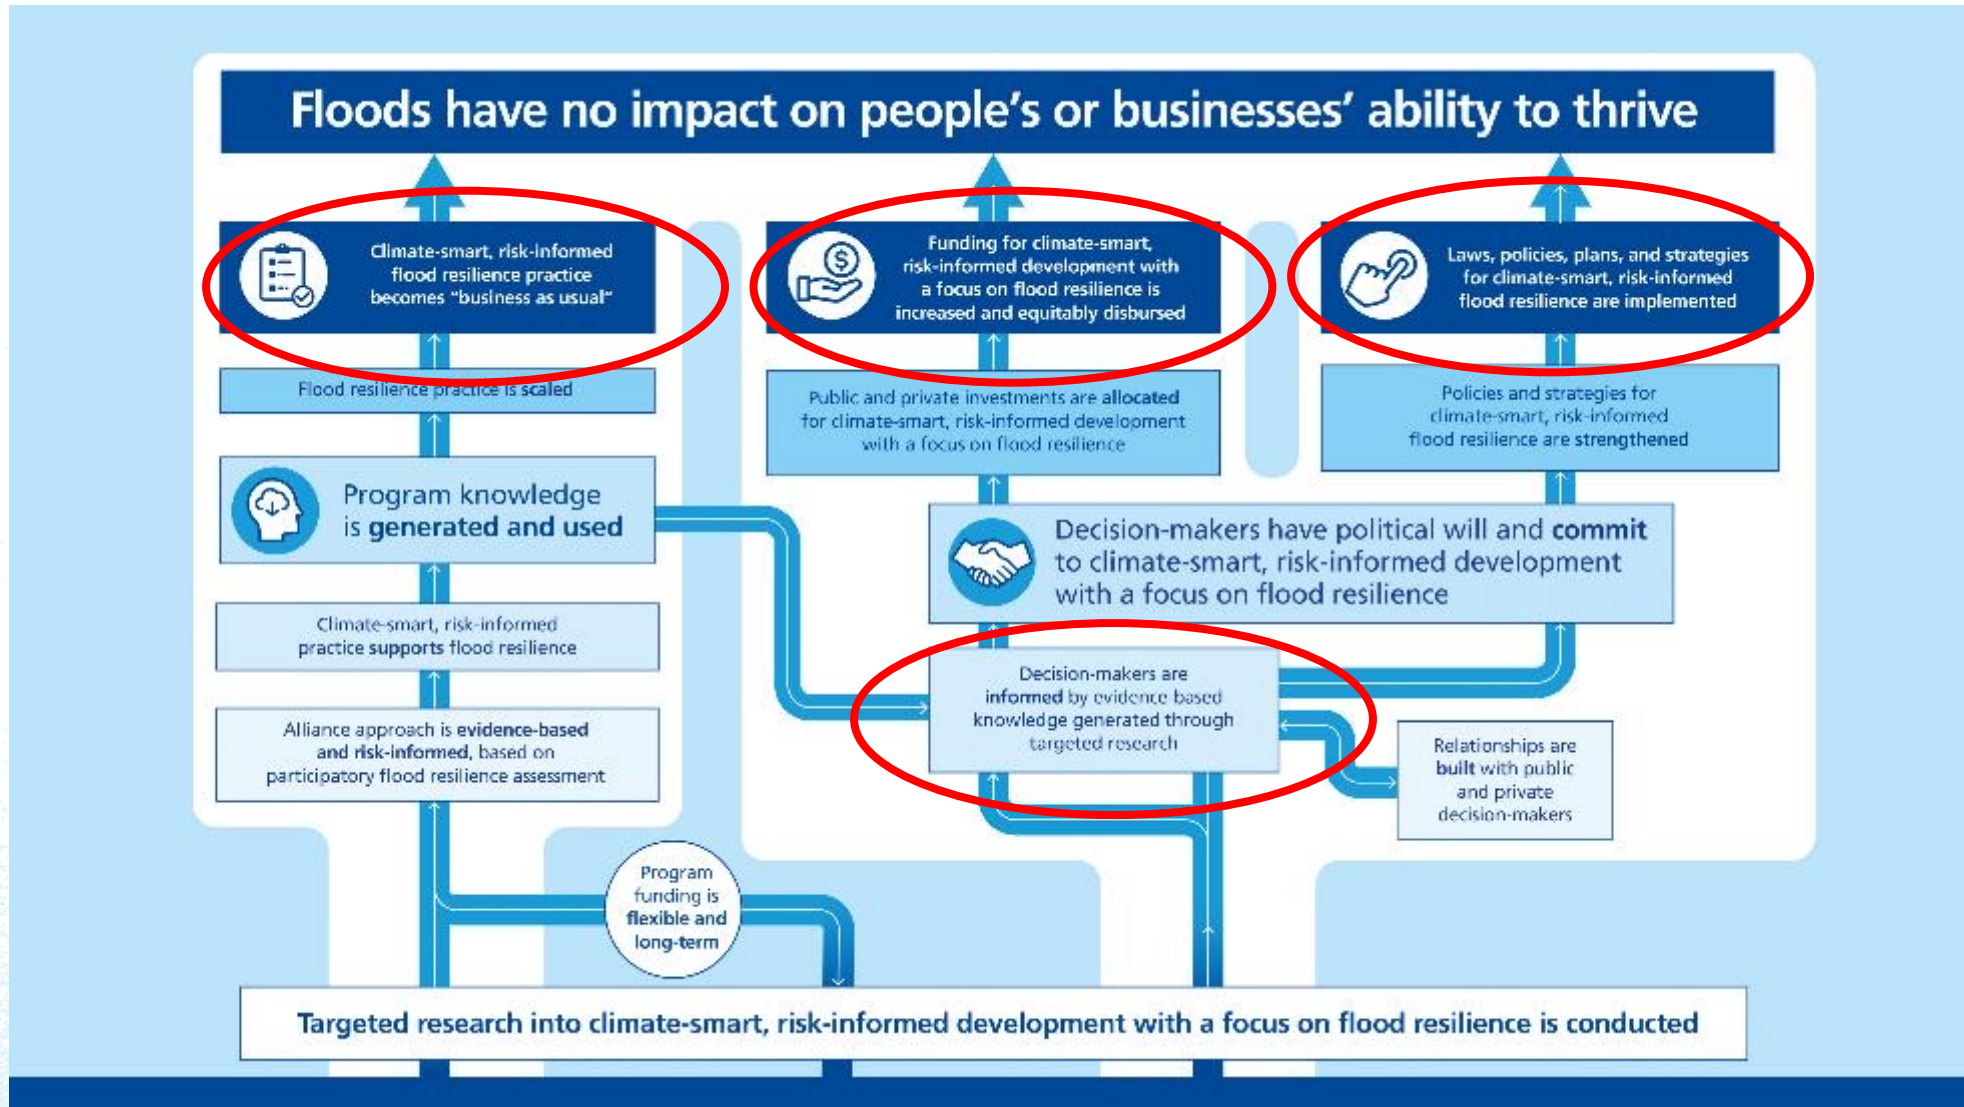 Floods have no impact on people's or businesses' ability to thrive
Climate-smart, risk-informed
flood resilience practice
becomes "business as usual"
Funding for climate-smart,
risk-informed development with
a focus on flood resilience is
increased and equitably disbursed
Laws, policies, plans, and strategies
for climate-smart, risk-informed
flood resilience are implemented
Flood resilience practice is scaled
Public and private investments are allocated
for climate-smart, risk-informed development
with a focus on flood resilience
Policies and strategies for
climate-smart, risk-informed
flood resilience are strengthened
Program knowledge
is generated and used
Decision-makers have political will and commit
to climate-smart, risk-informed development
with a focus on flood resilience
Climate-smart, risk-informed
practice supports flood resilience
Decision-makers are
informed by evidence based
knowledge generated through
targeted research
Alliance approach is evidence-based
and risk-informed, based on
participatory flood resilience assessment
Relationships are
built with public
and private
decision-makers
Program
funding is
flexible and
long-term
Targeted research into climate-smart, risk-informed development with a focus on flood resilience is conducted